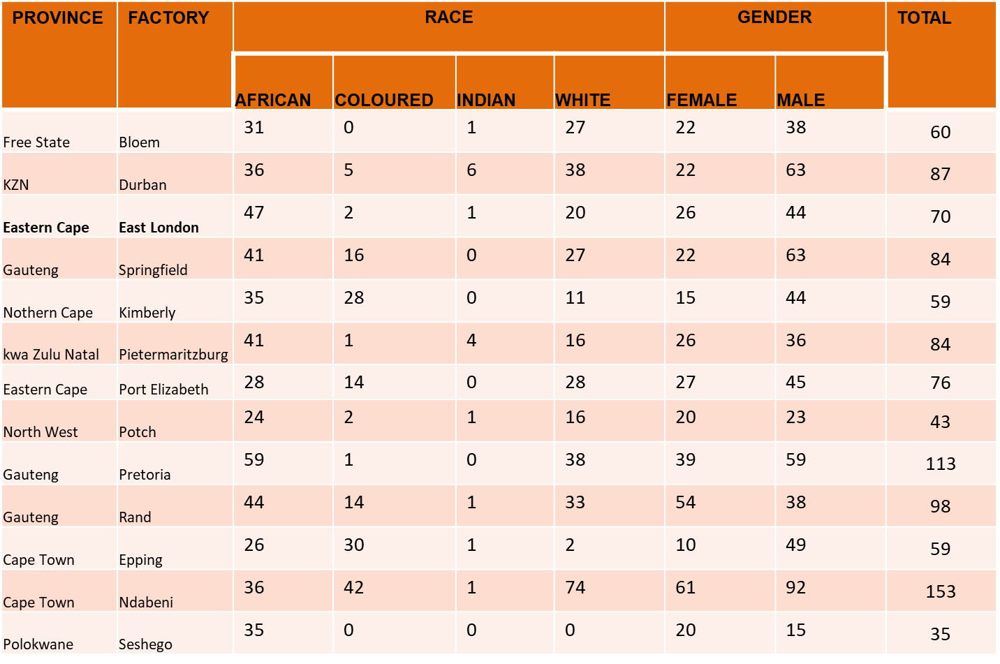 PROVINCE FACTORY RACE GENDER TOTAL
AFRICAN COLOURED INDIAN WHITE FEMALE MALE
Free State Bloem 31 0 1 27 22 38 60
KZN Durban 36 5 6 38 22 63 87
Eastern Cape East London 47 2 1 20 26 44 70
Gauteng Springfield 41 16 0 27 22 63 84
Nothern Cape Kimberly 35 28 0 11 15 44 59
kwa Zulu Natal Pietermaritzburg 41 1 4 16 26 36 84
Eastern Cape Port Elizabeth 28 14 0 28 27 45 76
North West Potch 24 2 1 16 20 23 43
Gauteng Pretoria 59 1 0 38 39 59 113
Gauteng Rand 44 14 1 33 54 38 98
Cape Town Epping 26 30 1 2 10 49 59
Cape Town Ndabeni 36 42 1 74 61 92 153
Polokwane Seshego 35 0 0 0 20 15 35